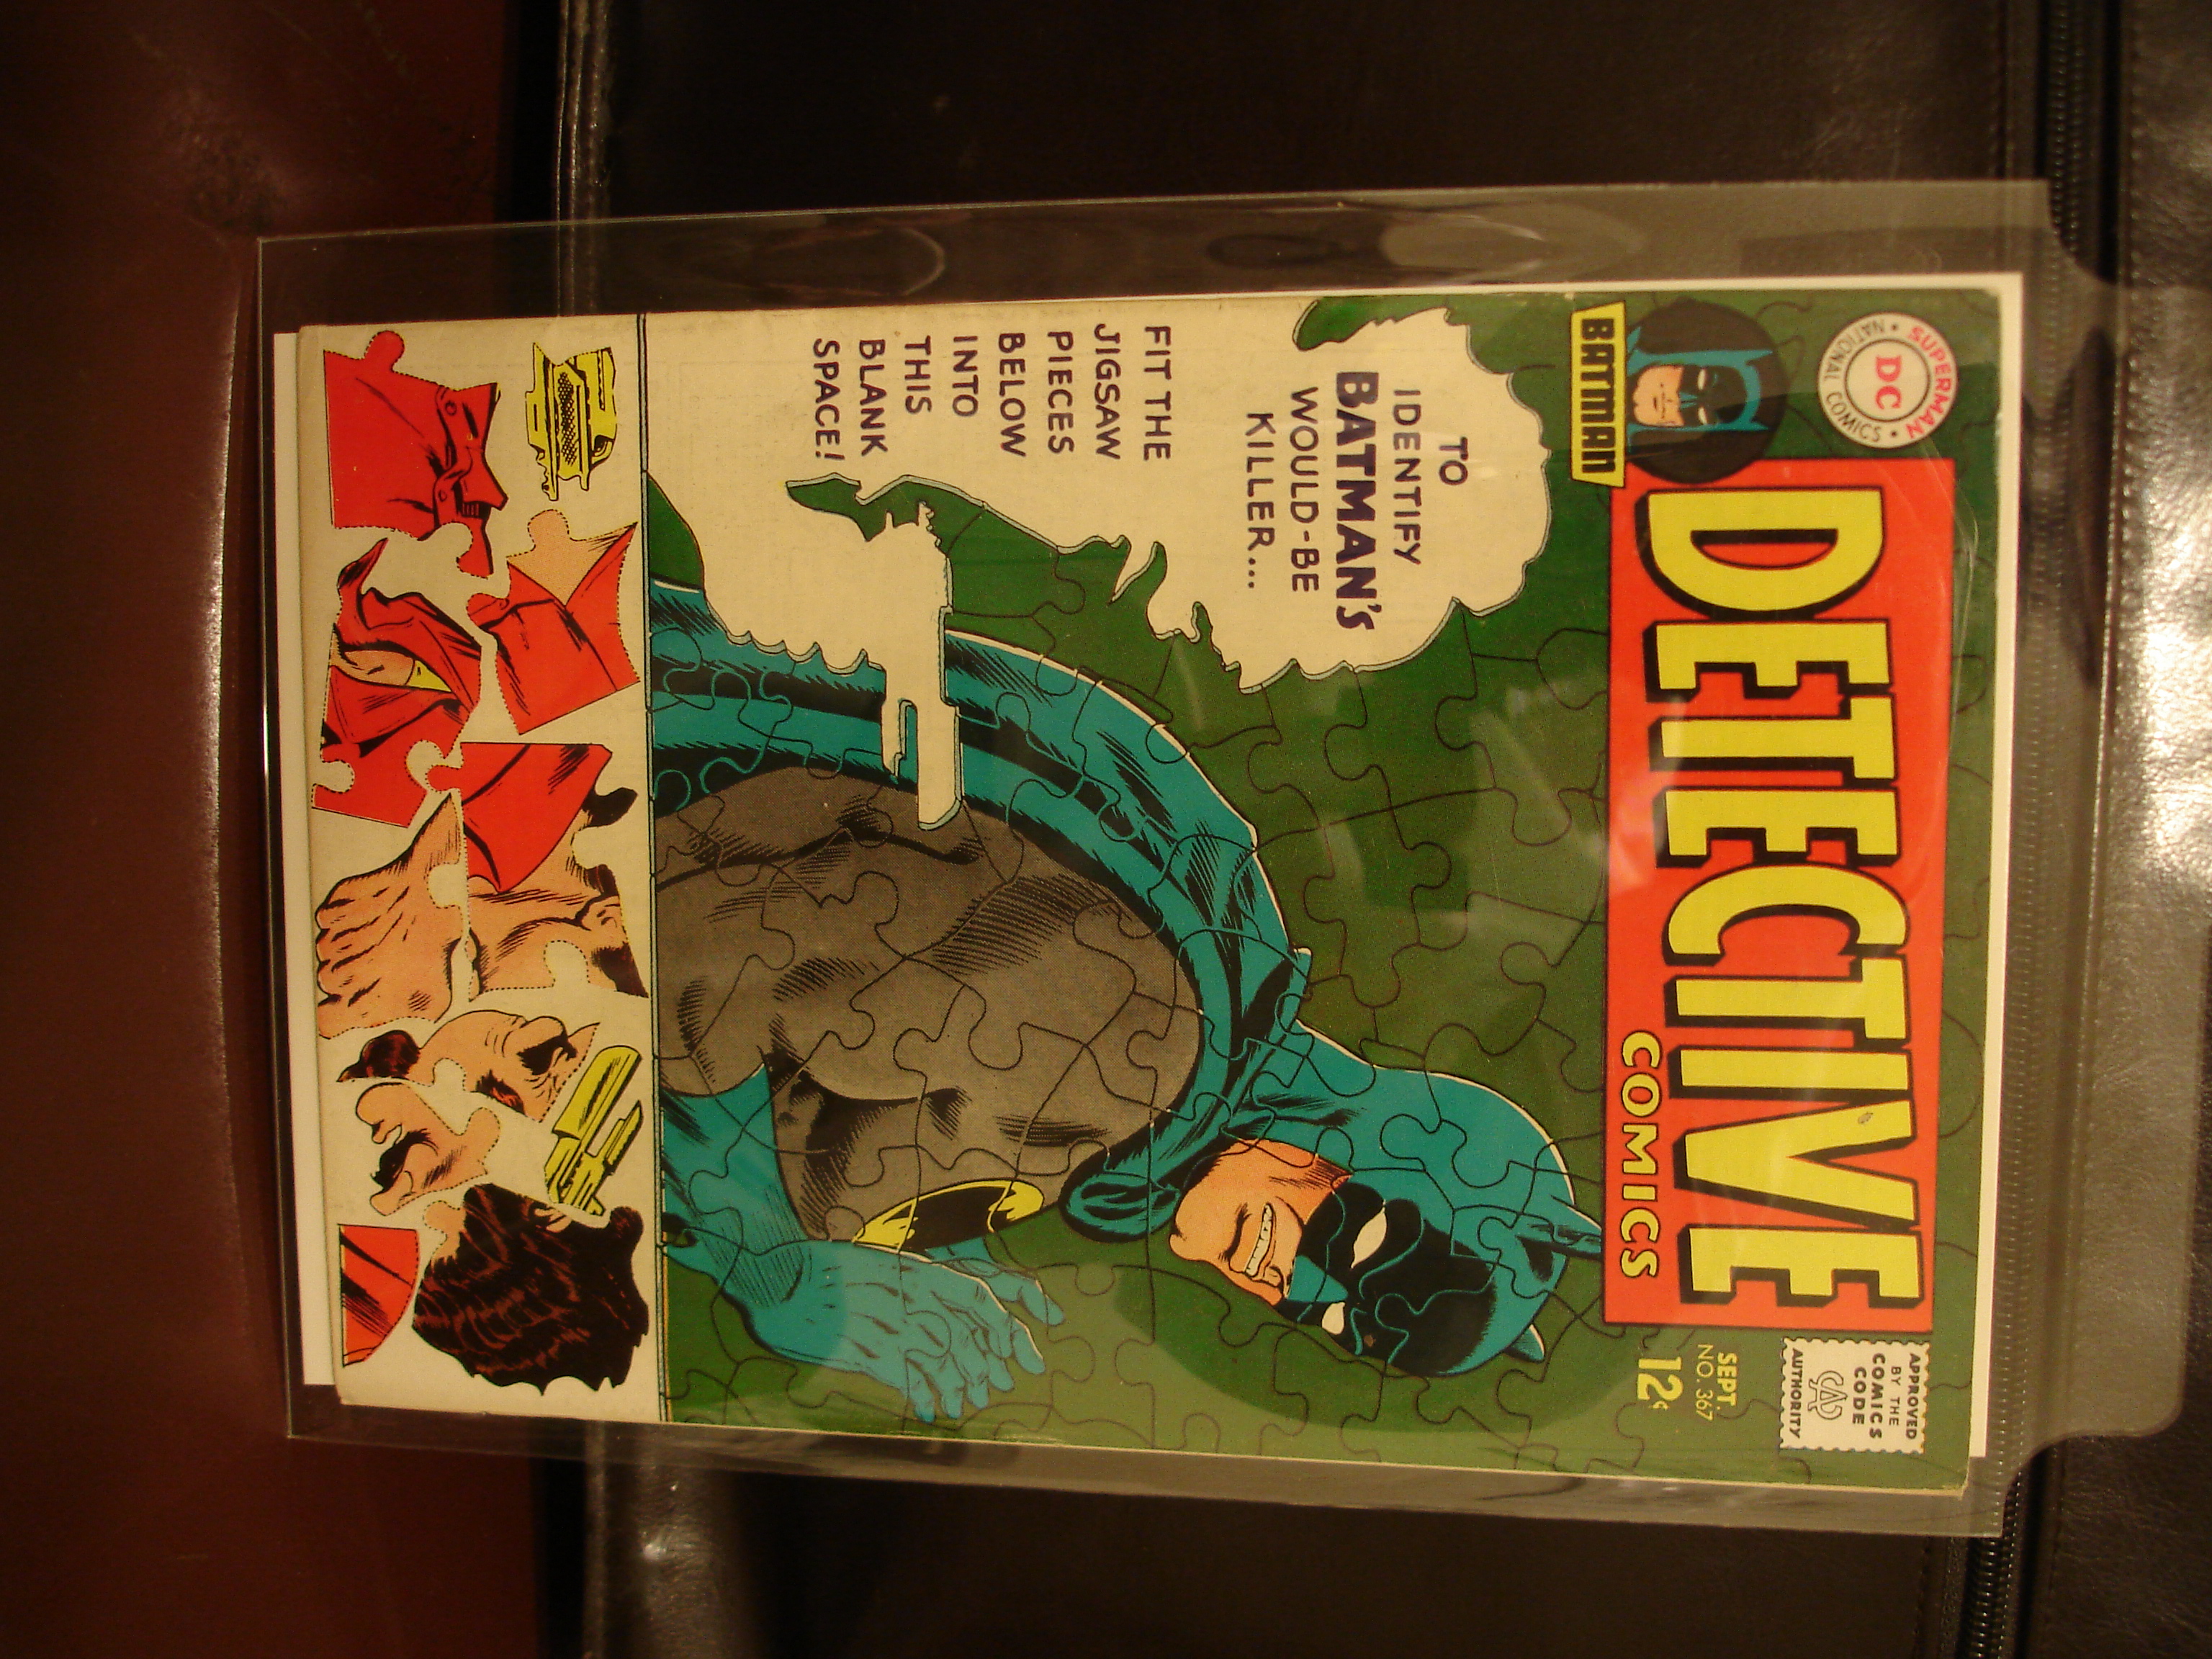 SUPERMAN
DC
NATIONAL COMICS
BATMAN
DETECTIVE
COMICS
APPROVED
BY THE
COMICS
CODE
CA
AUTHORITY
SEPT.
NO. 367
12¢
TO
IDENTIFY
BATMAN'S
WOULD-BE
KILLER...
FIT THE
JIGSAW
PIECES
BELOW
INTO
THIS
BLANK
SPACE!